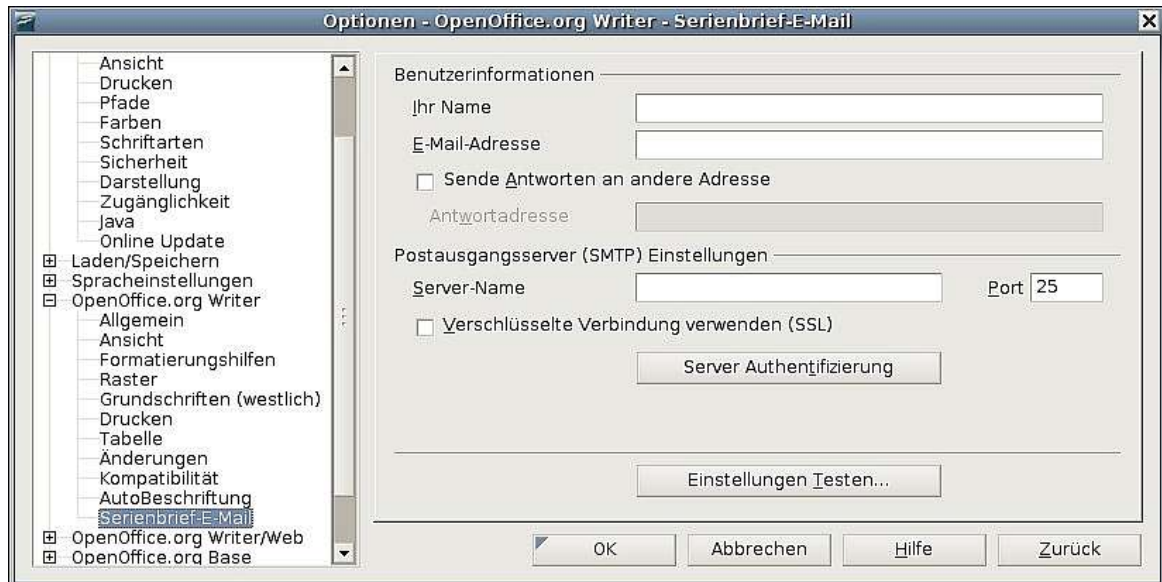 Optionen - OpenOffice.org Writer - Serienbrief-E-Mail
Ansicht
Drucken
Pfade
Farben
Schriftarten
Sicherheit
Darstellung
Zugänglichkeit
Java
Online Update
Laden/Speichern
Spracheinstellungen
OpenOffice.org Writer
Allgemein
Ansicht
Formatierungshilfen
Raster
Grundschriften (westlich)
Drucken
Tabelle
Änderungen
Kompatibilität
AutoBeschriftung
Serienbrief-E-Mail
OpenOffice.org Writer/Web
OpenOffice.org Base
Benutzerinformationen
Ihr Name
E-Mail-Adresse
Sende Antworten an andere Adresse
Antwortadresse
Postausgangsserver (SMTP) Einstellungen
Server-Name
Port 25
Verschlüsselte Verbindung verwenden (SSL)
Server Authentifizierung
Einstellungen Testen...
OK Abbrechen Hilfe Zurück